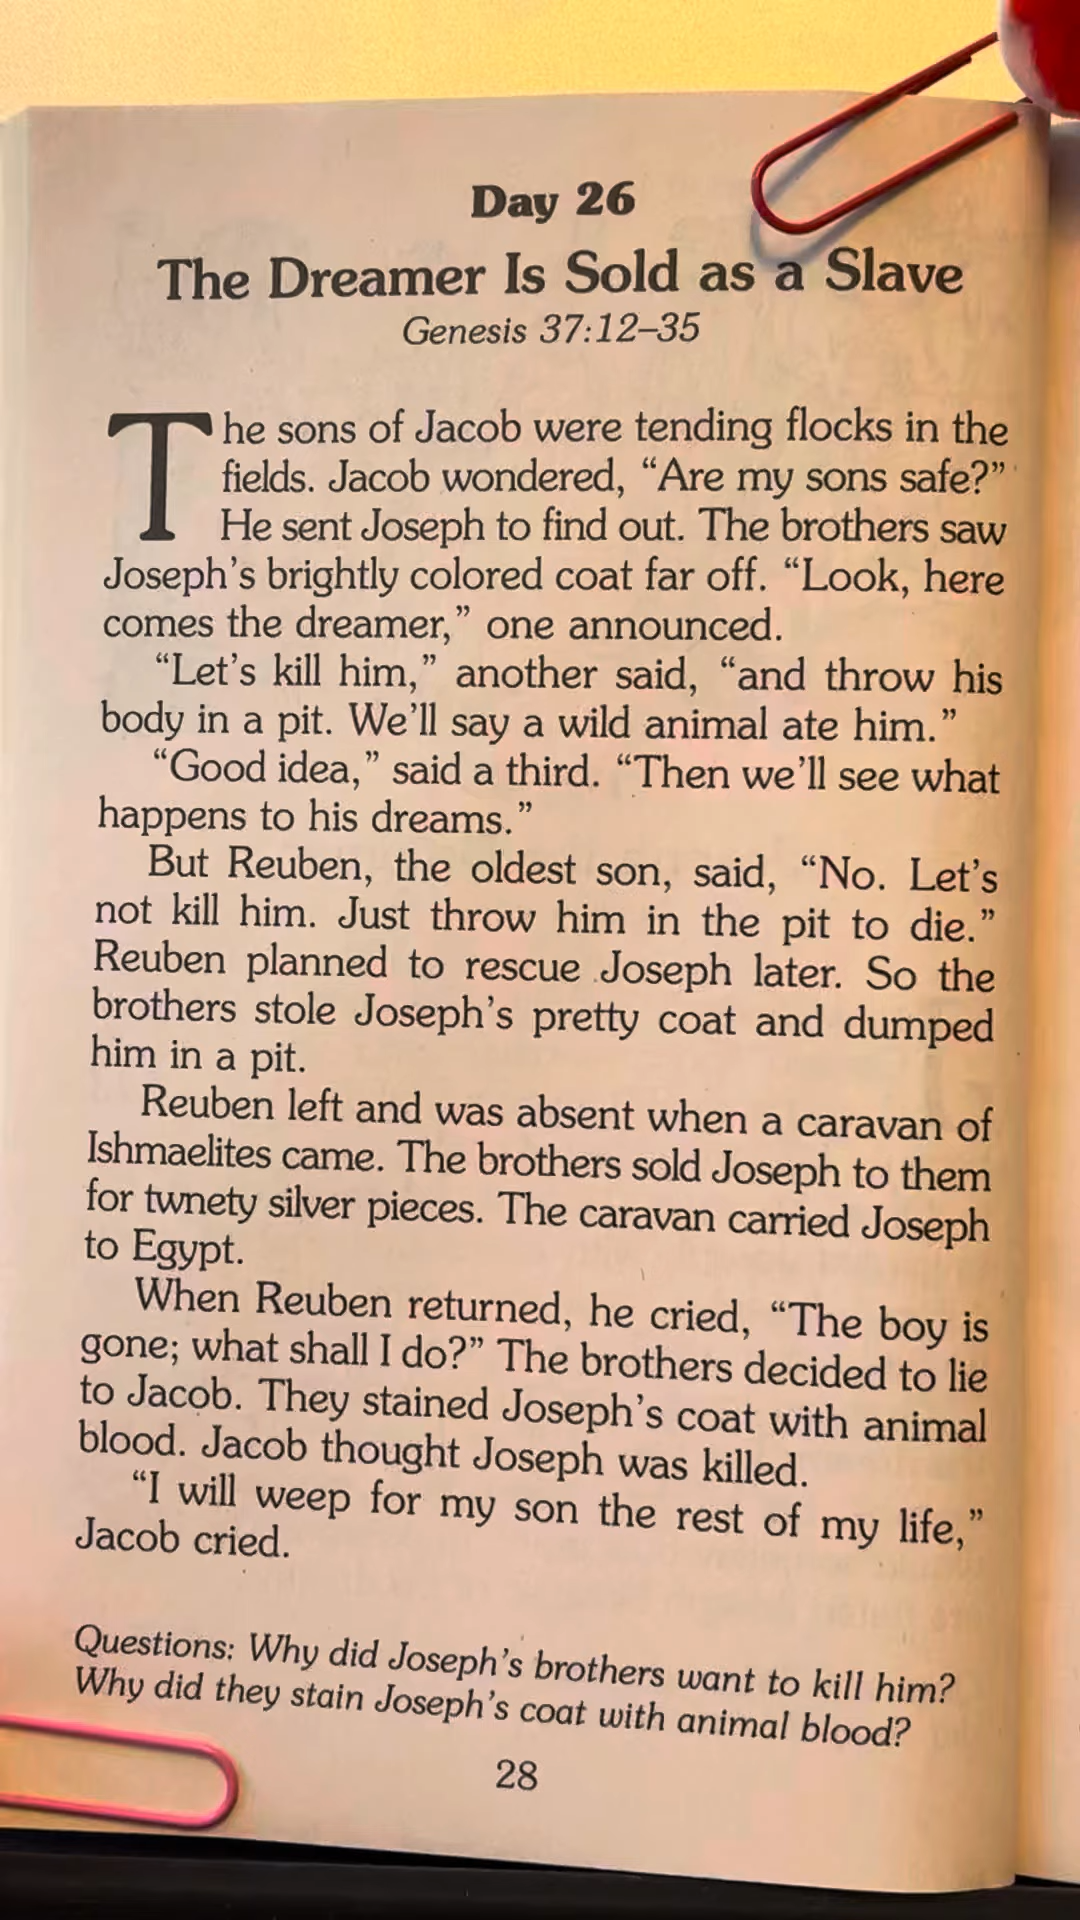 Day 26
The Dreamer Is Sold as a Slave
Genesis 37:12–35
The sons of Jacob were tending flocks in the
fields. Jacob wondered, “Are my sons safe?”
He sent Joseph to find out. The brothers saw
Joseph’s brightly colored coat far off. “Look, here
comes the dreamer,” one announced.
“Let’s kill him,” another said, “and throw his
body in a pit. We’ll say a wild animal ate him.”
“Good idea,” said a third. “Then we’ll see what
happens to his dreams.”
But Reuben, the oldest son, said, “No. Let’s
not kill him. Just throw him in the pit to die.”
Reuben planned to rescue Joseph later. So the
brothers stole Joseph’s pretty coat and dumped
him in a pit.
Reuben left and was absent when a caravan of
Ishmaelites came. The brothers sold Joseph to them
for twnety silver pieces. The caravan carried Joseph
to Egypt.
When Reuben returned, he cried, “The boy is
gone; what shall I do?” The brothers decided to lie
to Jacob. They stained Joseph’s coat with animal
blood. Jacob thought Joseph was killed.
“I will weep for my son the rest of my life,”
Jacob cried.
Questions: Why did Joseph’s brothers want to kill him?
Why did they stain Joseph’s coat with animal blood?
28